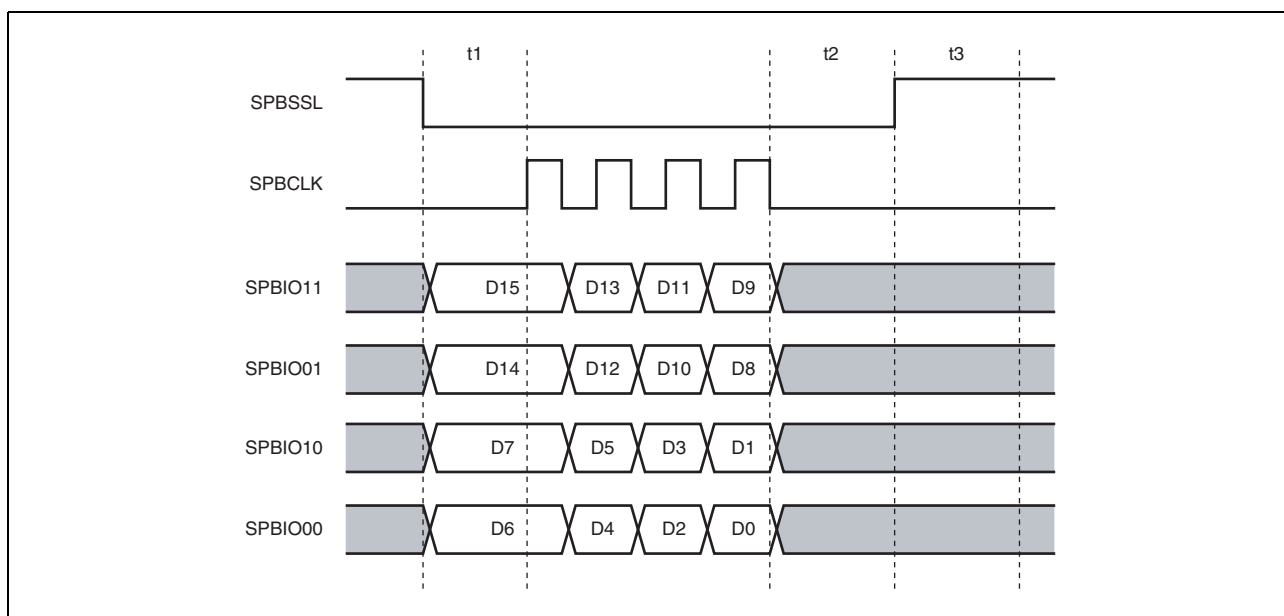 t1 t2 t3
SPBSSL
SPBCLK
SPBIO11 D15 D13 D11 D9
SPBIO01 D14 D12 D10 D8
SPBIO10 D7 D5 D3 D1
SPBIO00 D6 D4 D2 D0